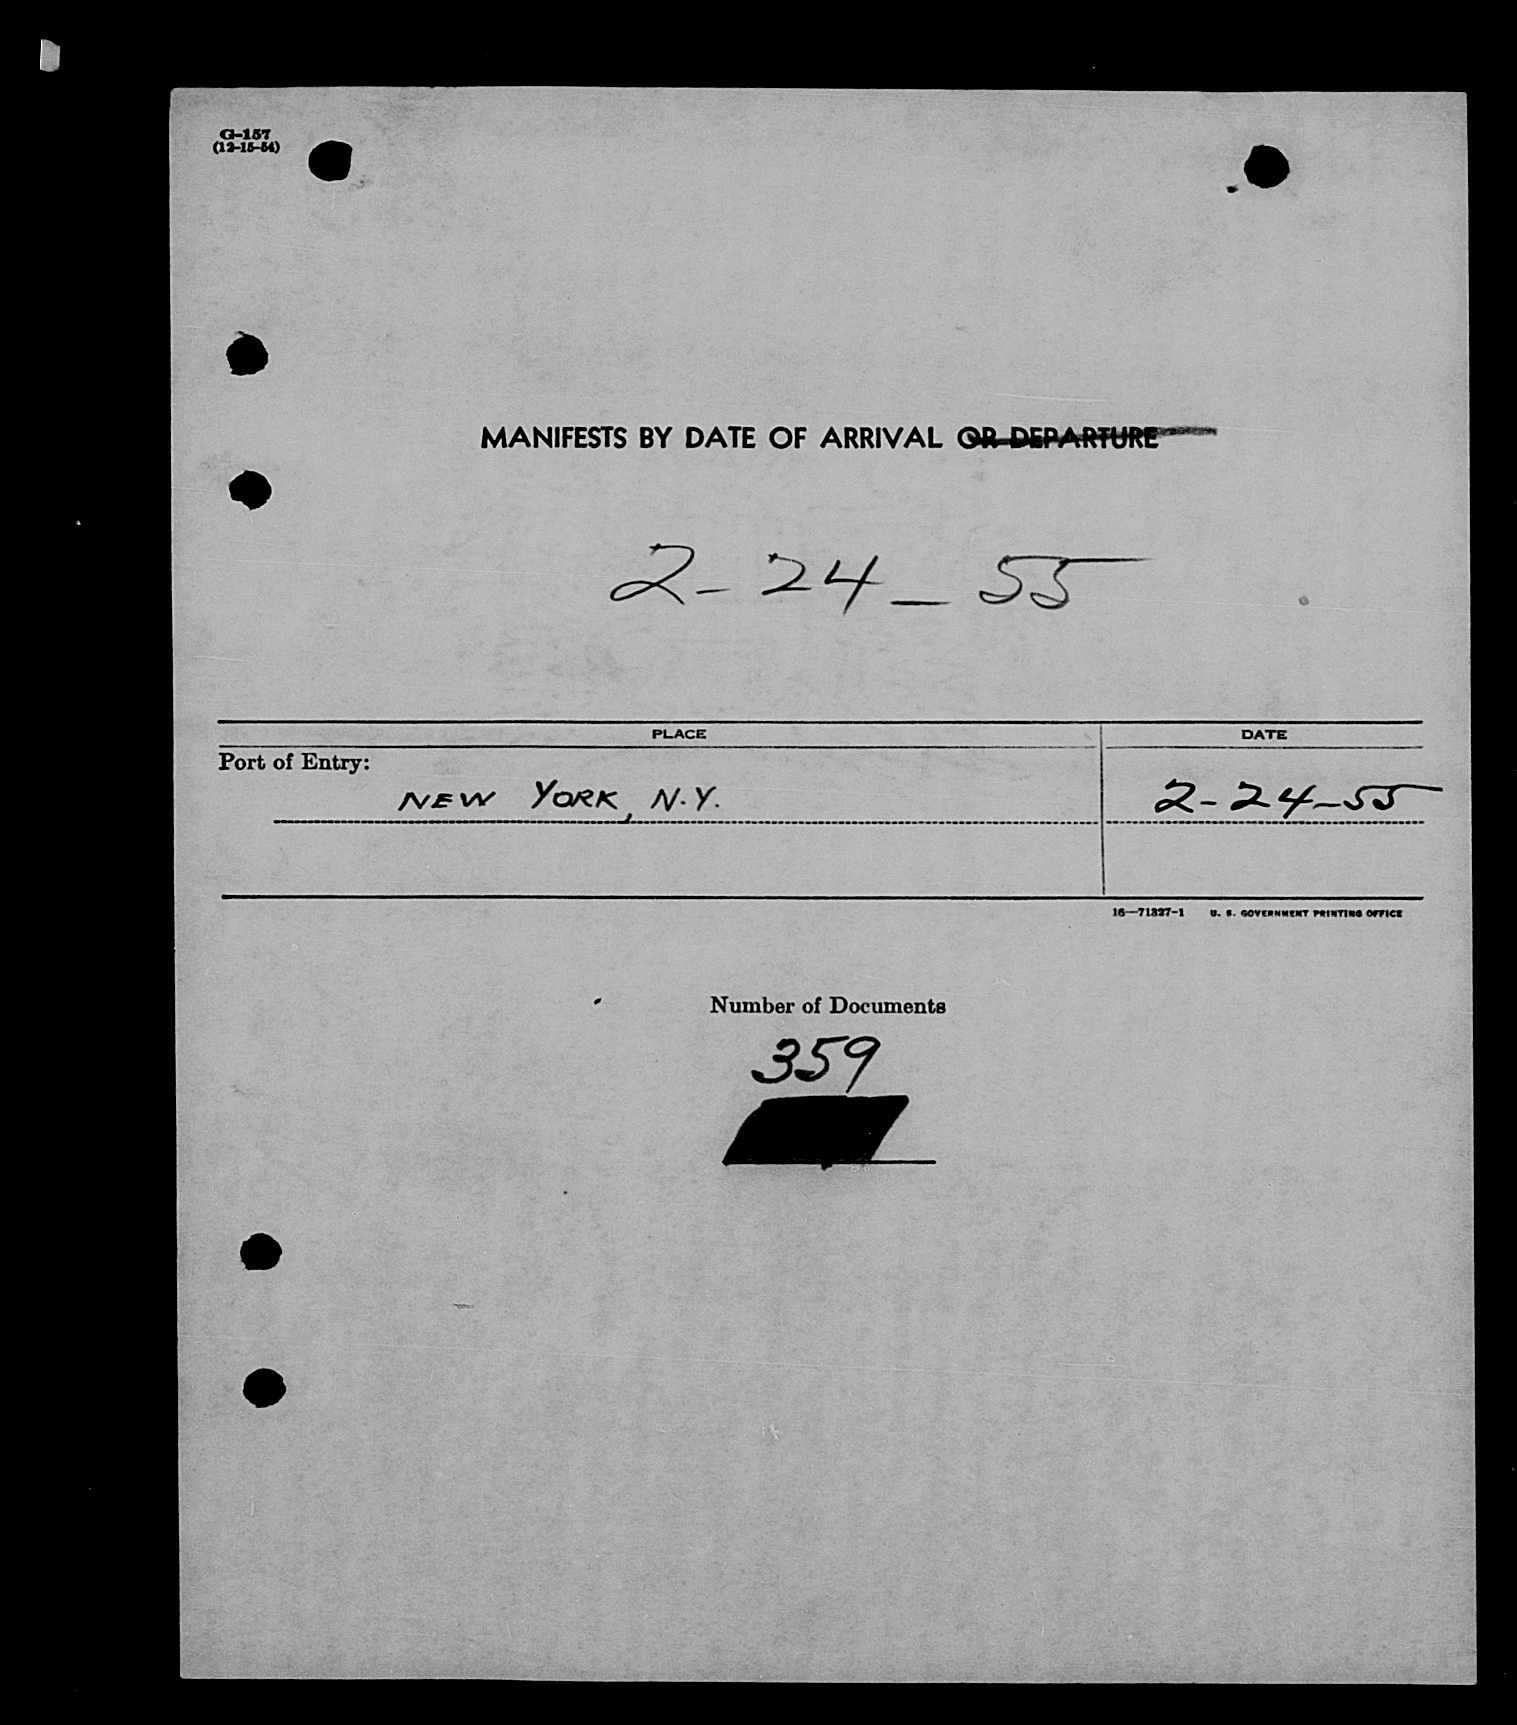 G-157
(12-15-54)
MANIFESTS BY DATE OF ARRIVAL OR DEPARTURE
2-24-55
PLACE DATE
Port of Entry:
NEW YORK, N.Y. 2-24-55
16—71327-1 U. S. GOVERNMENT PRINTING OFFICE
Number of Documents
359